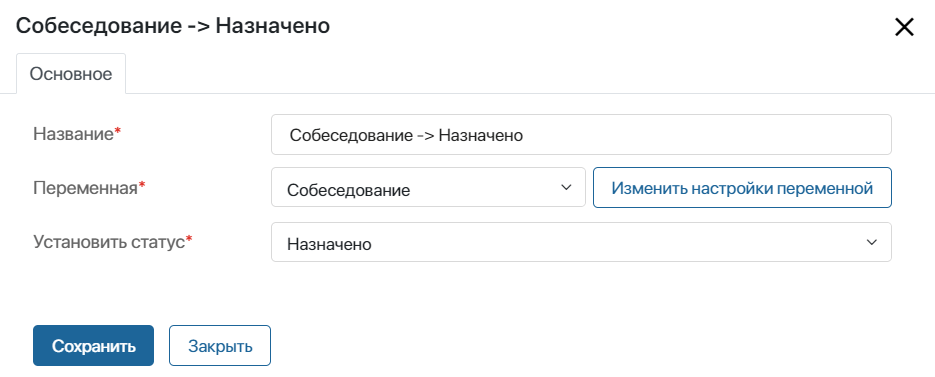 Собеседование -> Назначено
Основное
Название* Собеседование -> Назначено
Переменная* Собеседование Изменить настройки переменной
Установить статус* Назначено
Сохранить Закрыть